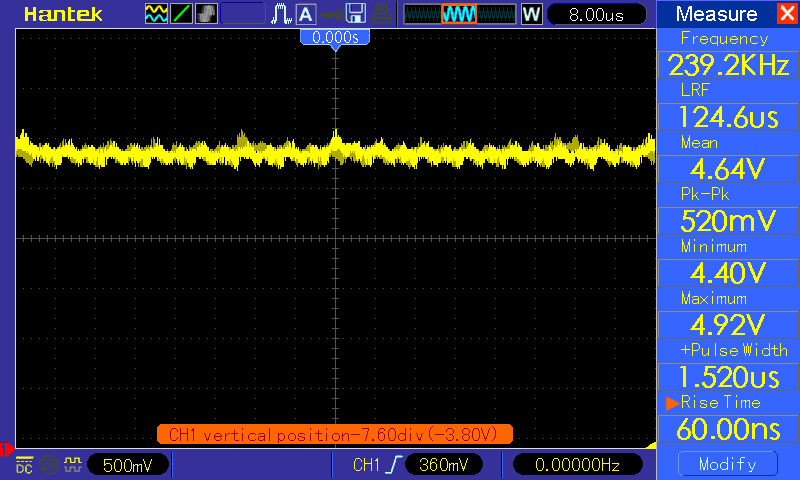 Hantek A W 8.00us Measure
0.000s
Frequency
239.2KHz
LRF
124.6us
Mean
4.64V
Pk-Pk
520mV
Minimum
4.40V
Maximum
4.92V
+Pulse Width
1.520us
Rise Time
60.00ns
CH1 vertical position-7.60div(-3.80V)
1
DC 500mV CH1 360mV 0.00000Hz Modify